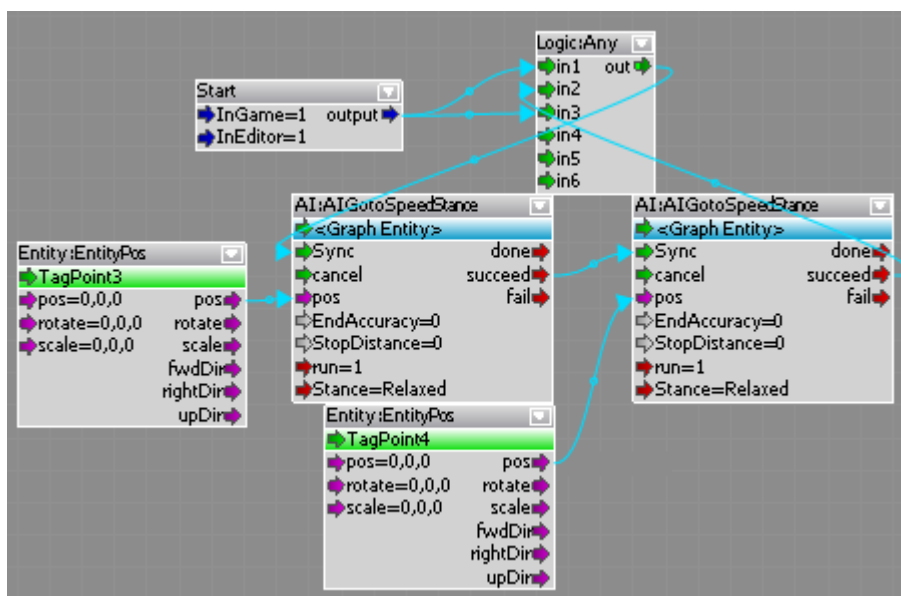 Logic:Any
in1 out
in2
in3
in4
in5
in6
Start
InGame=1 output
InEditor=1
AI:AIGotoSpeedStance
<Graph Entity>
Sync done
cancel succeed
pos fail
EndAccuracy=0
StopDistance=0
run=1
Stance=Relaxed
AI:AIGotoSpeedStance
<Graph Entity>
Sync done
cancel succeed
pos fail
EndAccuracy=0
StopDistance=0
run=1
Stance=Relaxed
Entity:EntityPos
TagPoint3
pos=0,0,0 pos
rotate=0,0,0 rotate
scale=0,0,0 scale
fwdDir
rightDir
upDir
Entity:EntityPos
TagPoint4
pos=0,0,0 pos
rotate=0,0,0 rotate
scale=0,0,0 scale
fwdDir
rightDir
upDir